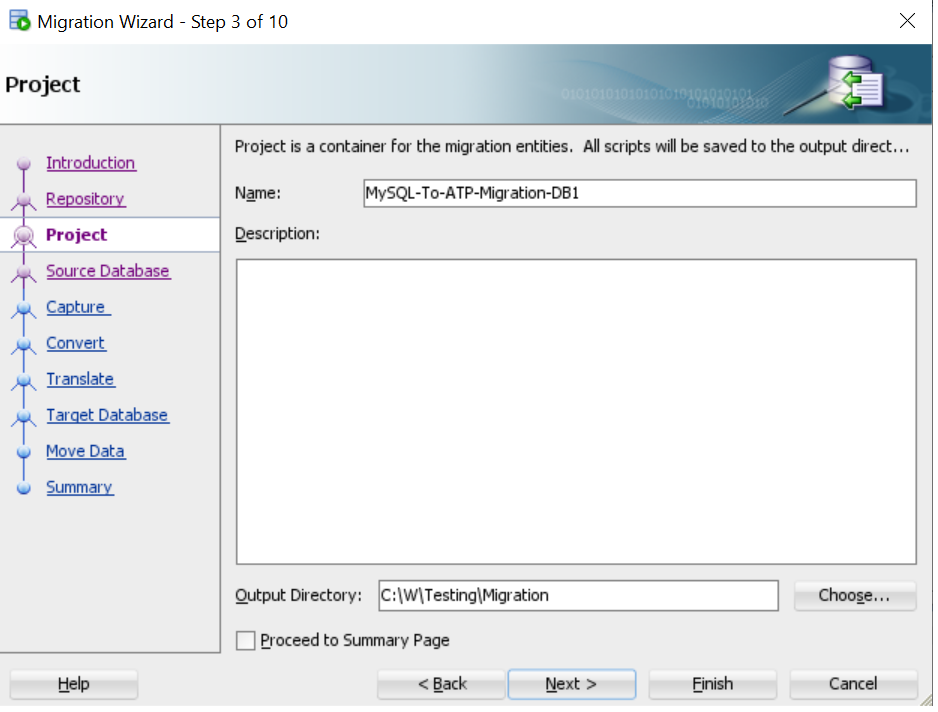 Migration Wizard - Step 3 of 10
Project
01010101010101010101010101
01010101010
Introduction
Repository
Project
Source Database
Capture
Convert
Translate
Target Database
Move Data
Summary
Project is a container for the migration entities.  All scripts will be saved to the output direct...
Name: MySQL-To-ATP-Migration-DB1
Description:
Output Directory: C:\W\Testing\Migration Choose...
Proceed to Summary Page
Help < Back Next > Finish Cancel